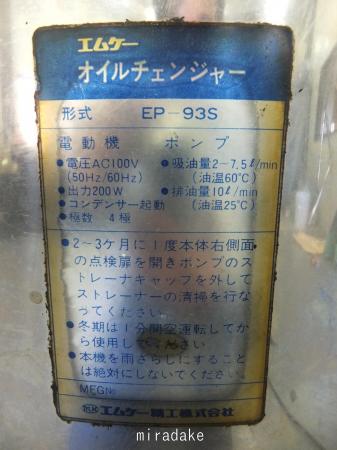 エムケー
オイルチェンジャー
形式 EP-93S
電動機 ポンプ
●電圧AC100V ●吸油量2~7.5ℓ/min
(50Hz/60Hz) (油温60℃)
●出力200W ●排油量10ℓ/min
●コンデンサー起動 (油温25℃)
●極数 4極
●2~3ケ月に1度本体右側面
の点検扉を開きポンプのス
トレーナキャップを外して
ストレーナーの清掃を行な
ってください
●冬期は1分間空運転してか
ら使用してください
●本機を雨ざらしにすること
は絶対にしないでください.
MFG№
MK エムケー精工株式会社
miradake